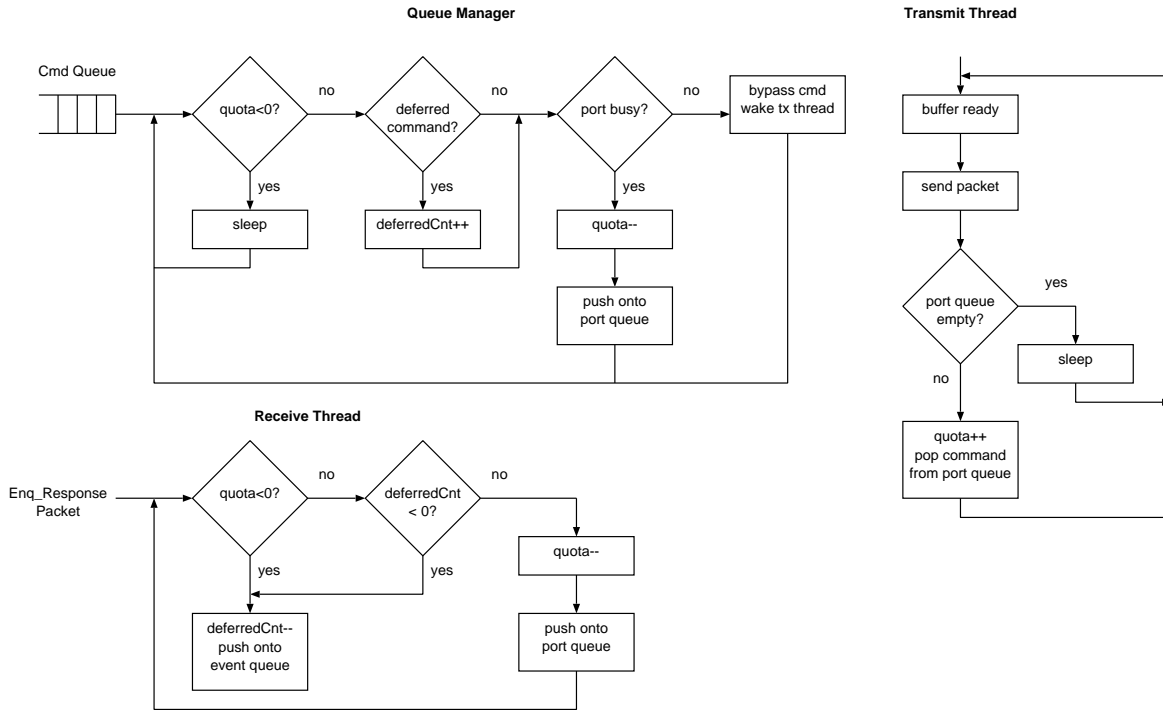 Queue Manager
Cmd Queue
quota<0?
no
yes
sleep
deferred
command?
no
yes
deferredCnt++
port busy?
no
yes
quota--
push onto
port queue
bypass cmd
wake tx thread
Transmit Thread
buffer ready
send packet
port queue
empty?
yes
sleep
no
quota++
pop command
from port queue
Receive Thread
Enq_Response
Packet
quota<0?
no
yes
deferredCnt
< 0?
no
yes
deferredCnt--
push onto
event queue
quota--
push onto
port queue